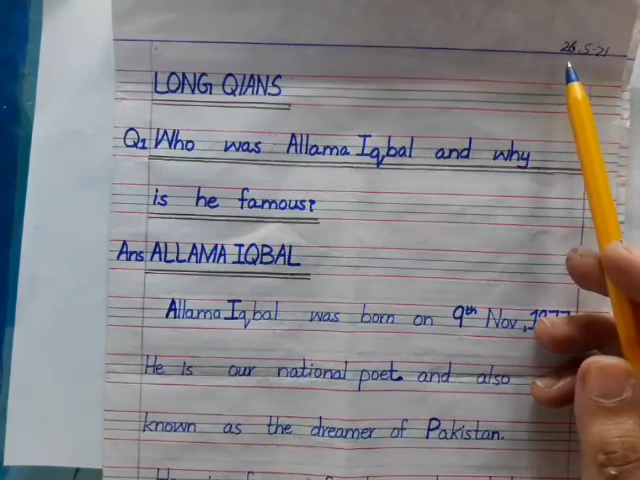 26.5-21
LONG QIANS
Q1 Who was Allama Iqbal and why
is he famous?
Ans ALLAMA IQBAL
Allama Iqbal was born on 9th Nov, 1877
He is our national poet and also
known as the dreamer of Pakistan.